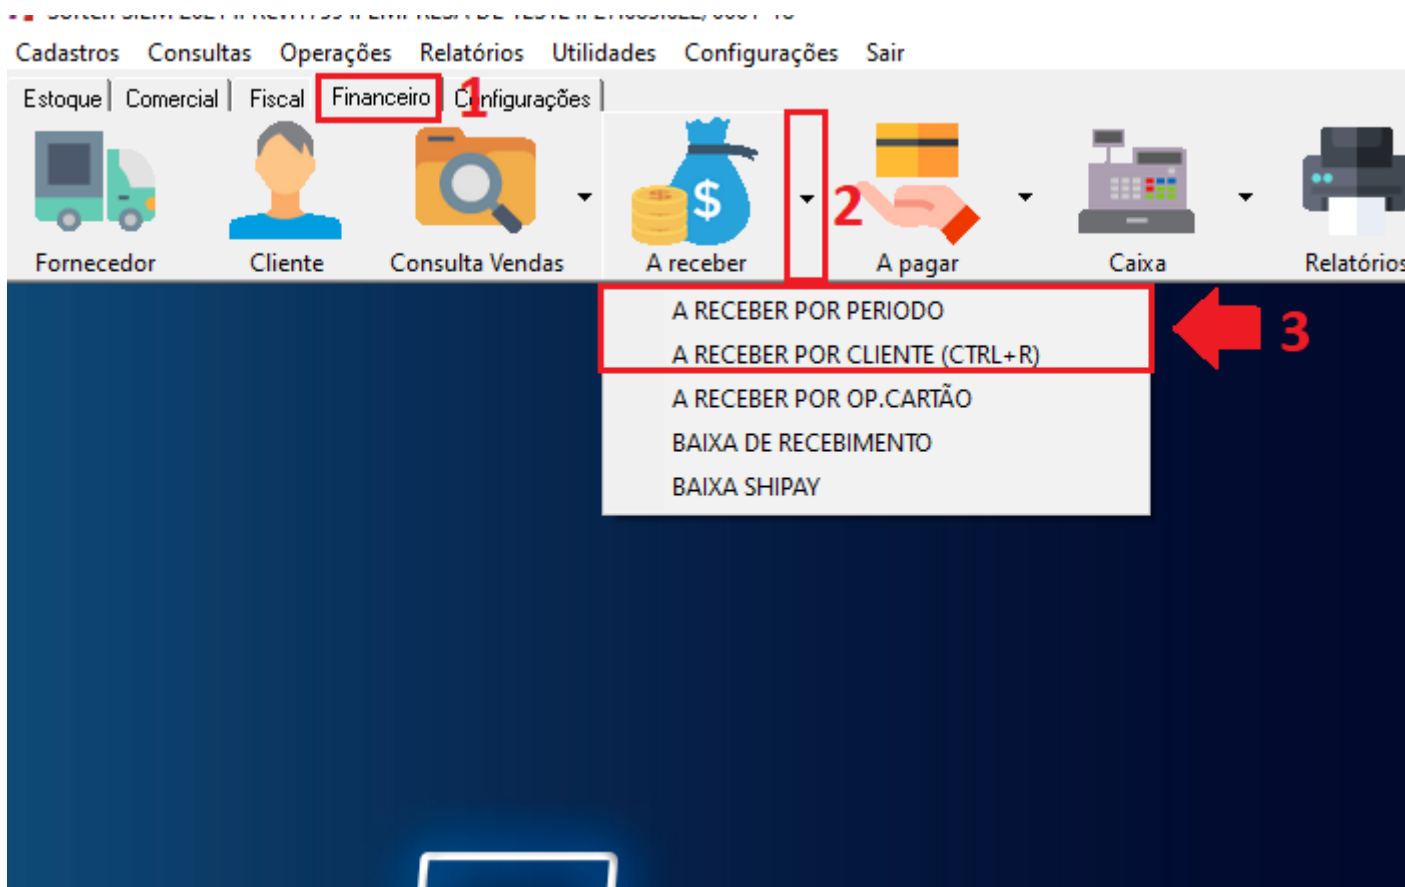 Cadastros Consultas Operações Relatórios Utilidades Configurações Sair
Estoque Comercial Fiscal Financeiro 1 Configurações
$ 2
Fornecedor Cliente Consulta Vendas A receber A pagar Caixa Relatórios
A RECEBER POR PERIODO
A RECEBER POR CLIENTE (CTRL+R)
3
A RECEBER POR OP.CARTÃO
BAIXA DE RECEBIMENTO
BAIXA SHIPAY